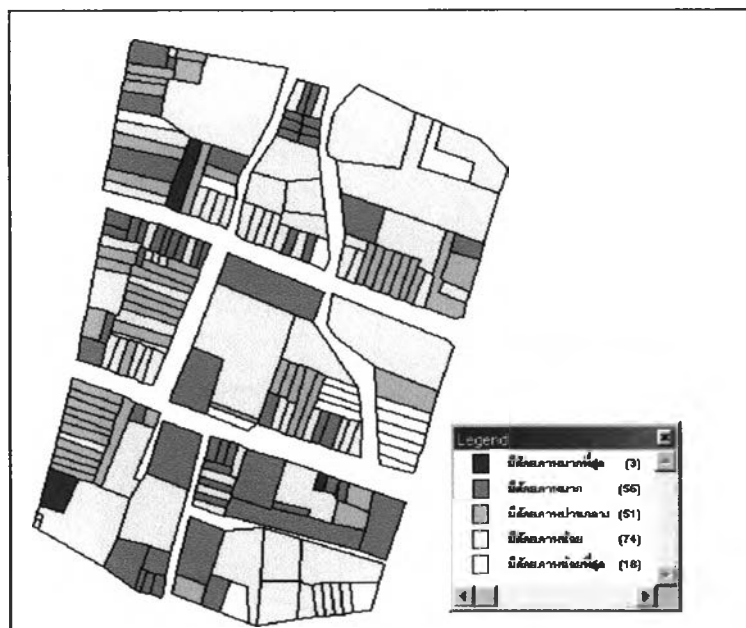 Legend
มีศักยภาพมากที่สุด (3)
มีศักยภาพมาก (56)
มีศักยภาพปานกลาง (51)
มีศักยภาพน้อย (74)
มีศักยภาพน้อยที่สุด (18)